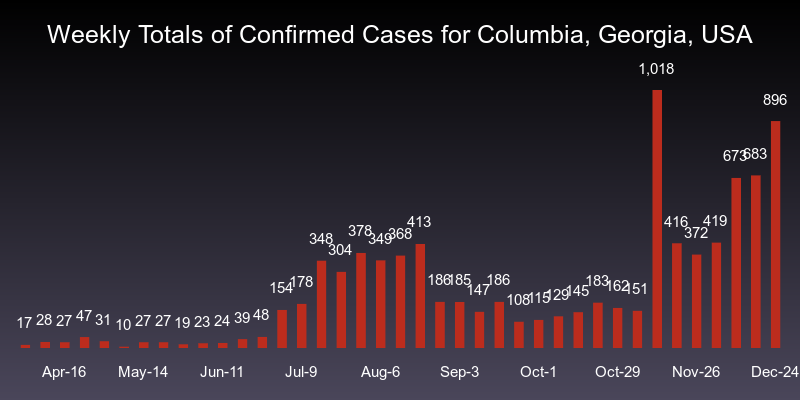 Weekly Totals of Confirmed Cases for Columbia, Georgia, USA
17 28 27 47 31 10 27 27 19 23 24 39 48 154 178 348 304 378 349 368 413 186 185 147 186 108 115 129 145 183 162 151 1,018 416 372 419 673 683 896
Apr-16 May-14 Jun-11 Jul-9 Aug-6 Sep-3 Oct-1 Oct-29 Nov-26 Dec-24